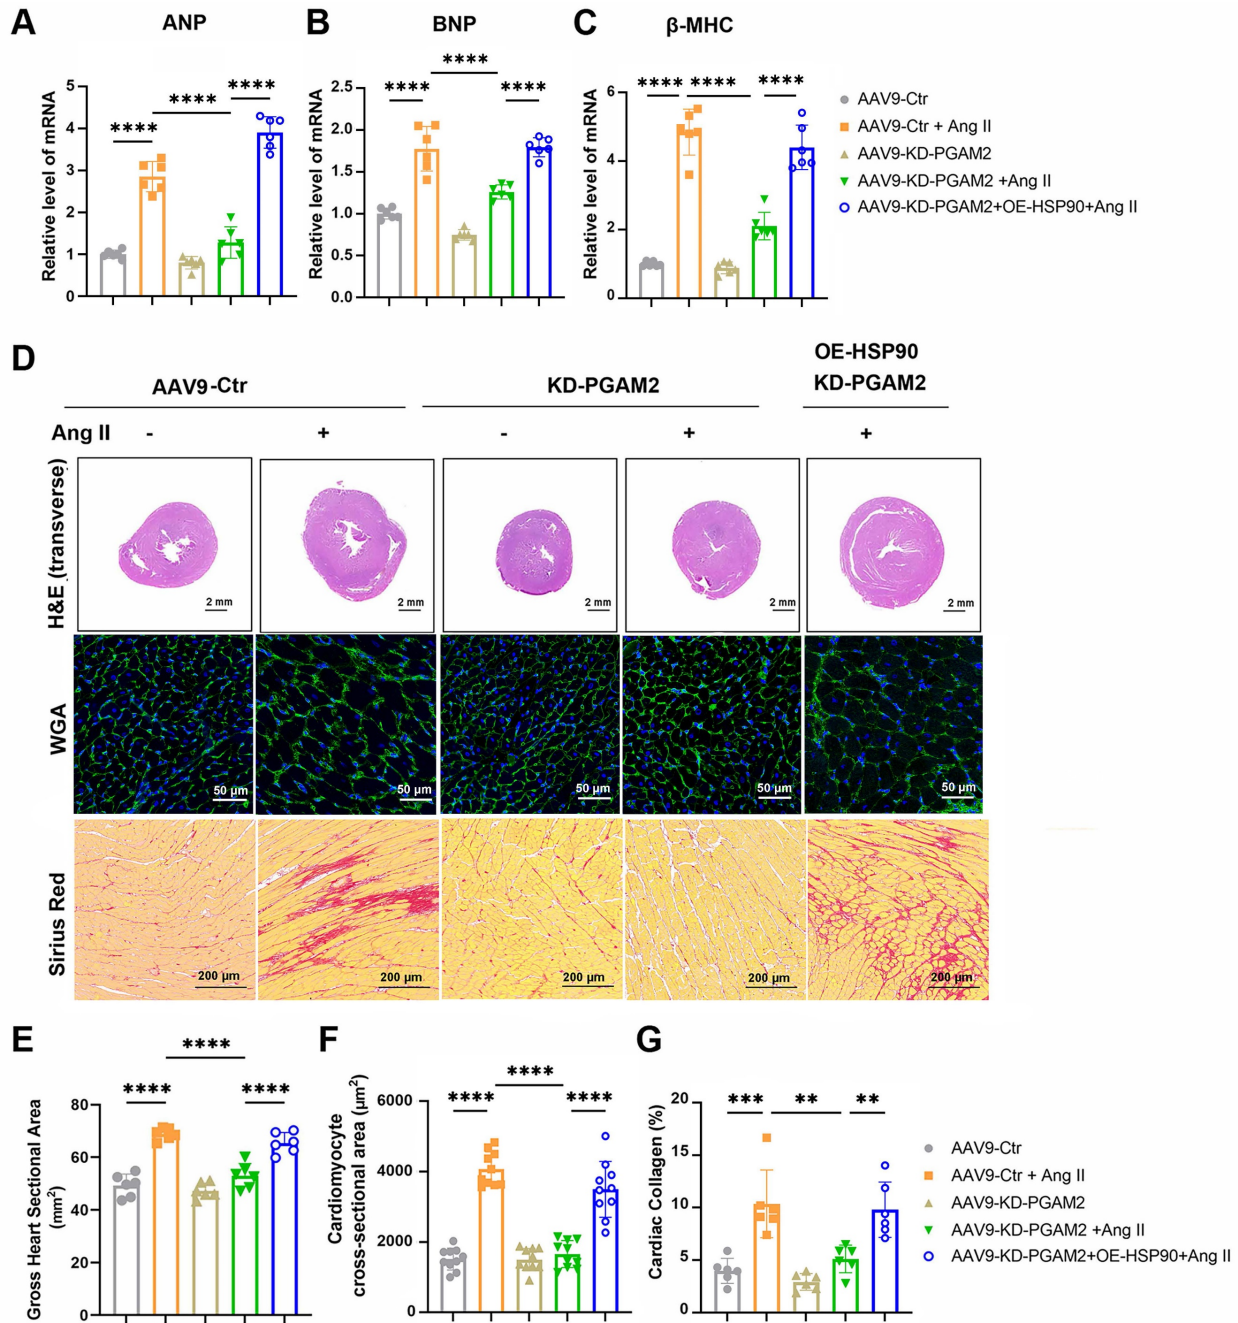 A
ANP
Relative level of mRNA
5
4
3
2
1
0
****
****
****
B
BNP
Relative level of mRNA
2.5
2.0
1.5
1.0
0.5
0.0
****
****
****
C
β-MHC
Relative level of mRNA
6
4
2
0
****
****
****
AAV9-Ctr
AAV9-Ctr + Ang II
AAV9-KD-PGAM2
AAV9-KD-PGAM2 +Ang II
AAV9-KD-PGAM2+OE-HSP90+Ang II
D
AAV9-Ctr
KD-PGAM2
OE-HSP90
KD-PGAM2
Ang II - + - + +
H&E (transverse)
2 mm
2 mm
2 mm
2 mm
2 mm
WGA
50 µm
50 µm
50 µm
50 µm
50 µm
Sirius Red
200 µm
200 µm
200 µm
200 µm
200 µm
E
Gross Heart Sectional Area
(mm²)
80
60
40
20
0
****
****
****
F
Cardiomyocyte
cross-sectional area (µm²)
6000
4000
2000
0
****
****
****
G
Cardiac Collagen (%)
20
15
10
5
0
***
**
**
AAV9-Ctr
AAV9-Ctr + Ang II
AAV9-KD-PGAM2
AAV9-KD-PGAM2 +Ang II
AAV9-KD-PGAM2+OE-HSP90+Ang II